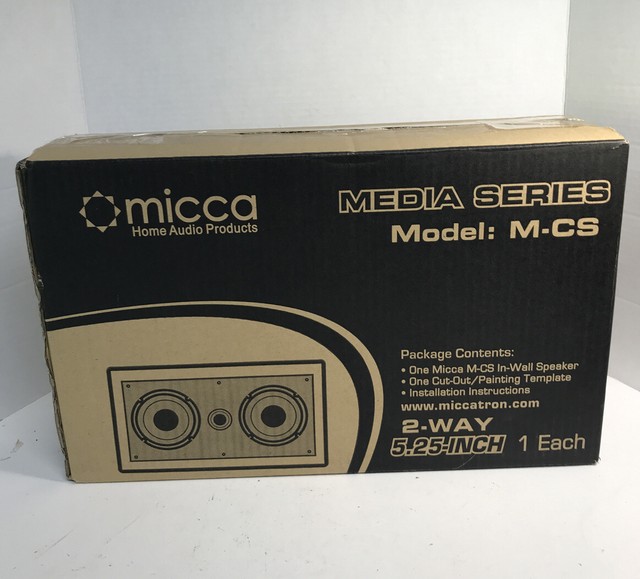 micca
Home Audio Products
MEDIA SERIES
Model: M-CS
Package Contents:
• One Micca M-CS In-Wall Speaker
• One Cut-Out/Painting Template
• Installation Instructions
www.miccatron.com
2-WAY
5.25-INCH 1 Each